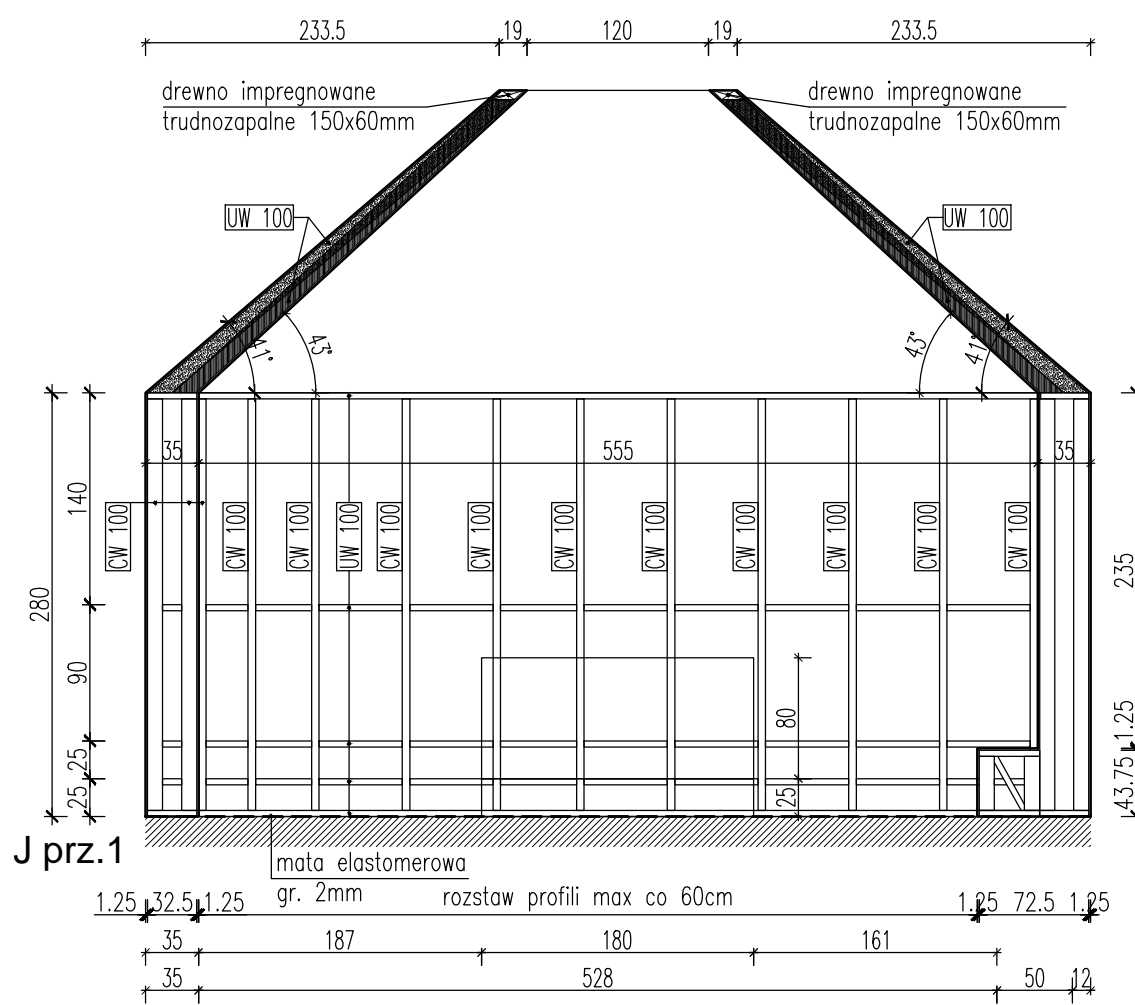 233.5 19 120 19 233.5
drewno impregnowane
trudnozapalne 150x60mm
drewno impregnowane
trudnozapalne 150x60mm
UW 100
UW 100
41°
43°
43°
41°
35
555
35
CW 100
CW 100
CW 100
UW 100
CW 100
CW 100
CW 100
CW 100
CW 100
CW 100
CW 100
CW 100
280
140
90
25
25
235
1.25
43.75
80
25
J prz.1
mata elastomerowa
gr. 2mm
rozstaw profili max co 60cm
1.25 32.5 1.25 1.25 72.5 1.25
35 187 180 161
35 528 50 12